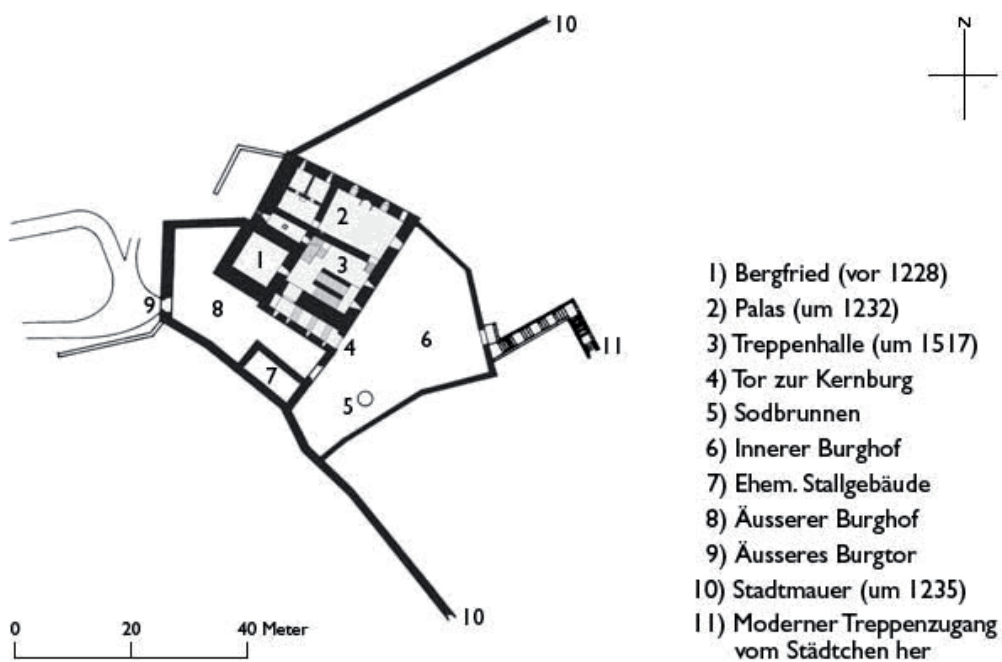 10
N
2
1
3
9
8
4
6
11
7
5
10
0 20 40 Meter
1) Bergfried (vor 1228)
2) Palas (um 1232)
3) Treppenhalle (um 1517)
4) Tor zur Kernburg
5) Sodbrunnen
6) Innerer Burghof
7) Ehem. Stallgebäude
8) Äusserer Burghof
9) Äusseres Burgtor
10) Stadtmauer (um 1235)
11) Moderner Treppenzugang
vom Städtchen her